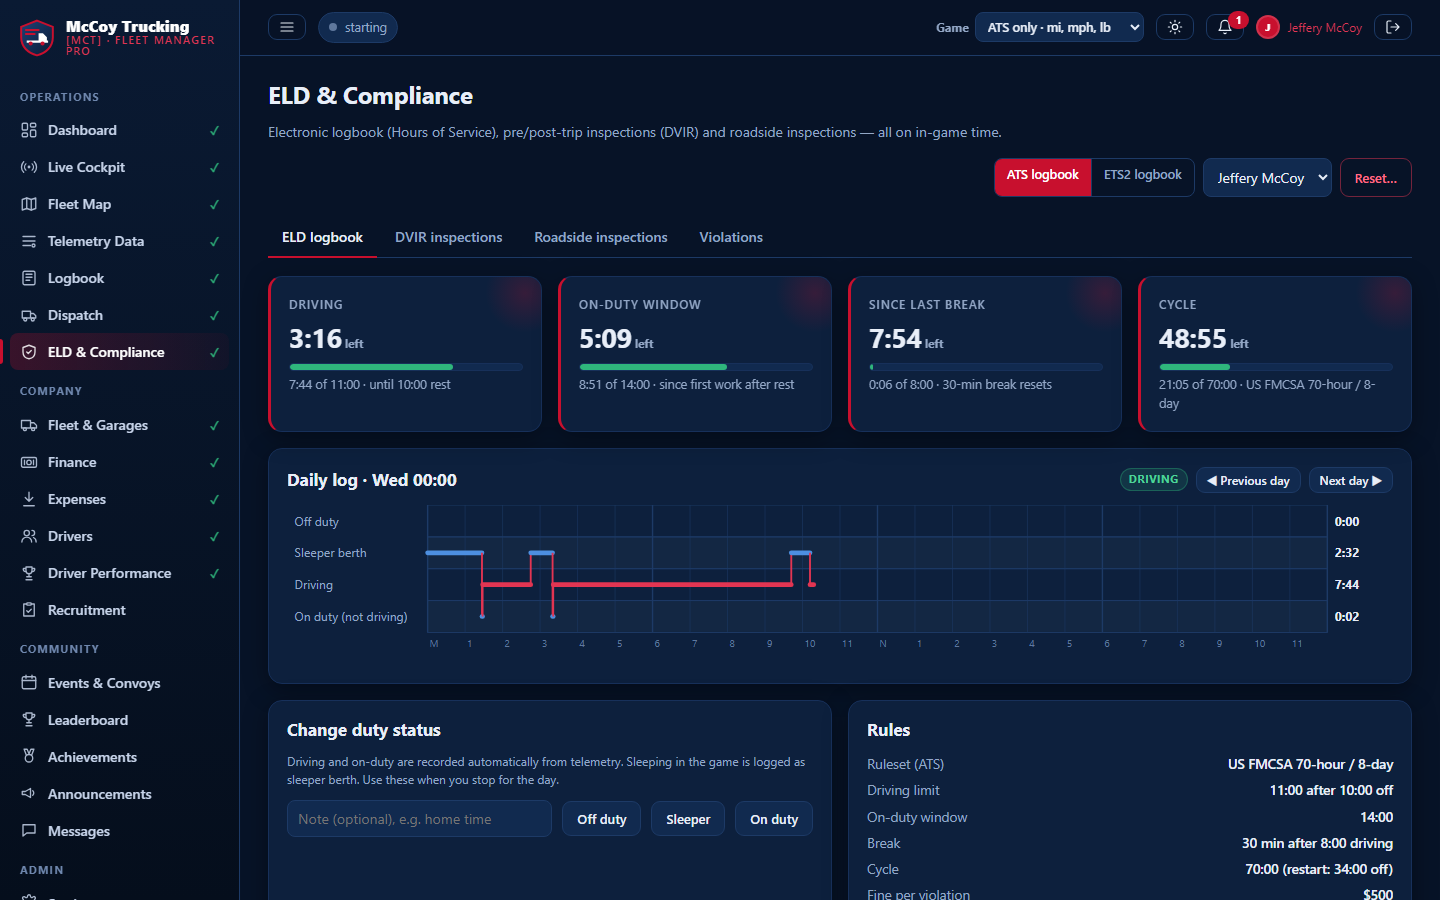 McCoy Trucking
[MCT] · FLEET MANAGER PRO
starting
Game
ATS only · mi, mph, lb
1
J
Jeffery McCoy
OPERATIONS
Dashboard
Live Cockpit
Fleet Map
Telemetry Data
Logbook
Dispatch
ELD & Compliance
COMPANY
Fleet & Garages
Finance
Expenses
Drivers
Driver Performance
Recruitment
COMMUNITY
Events & Convoys
Leaderboard
Achievements
Announcements
Messages
ADMIN
ELD & Compliance
Electronic logbook (Hours of Service), pre/post-trip inspections (DVIR) and roadside inspections — all on in-game time.
ATS logbook
ETS2 logbook
Jeffery McCoy
Reset...
ELD logbook
DVIR inspections
Roadside inspections
Violations
DRIVING
3:16 left
7:44 of 11:00 · until 10:00 rest
ON-DUTY WINDOW
5:09 left
8:51 of 14:00 · since first work after rest
SINCE LAST BREAK
7:54 left
0:06 of 8:00 · 30-min break resets
CYCLE
48:55 left
21:05 of 70:00 · US FMCSA 70-hour / 8-
day
Daily log · Wed 00:00
DRIVING
◀ Previous day
Next day ▶
Off duty 0:00
Sleeper berth 2:32
Driving 7:44
On duty (not driving) 0:02
M 1 2 3 4 5 6 7 8 9 10 11 N 1 2 3 4 5 6 7 8 9 10 11
Change duty status
Driving and on-duty are recorded automatically from telemetry. Sleeping in the game is logged as
sleeper berth. Use these when you stop for the day.
Note (optional), e.g. home time
Off duty
Sleeper
On duty
Rules
Ruleset (ATS) US FMCSA 70-hour / 8-day
Driving limit 11:00 after 10:00 off
On-duty window 14:00
Break 30 min after 8:00 driving
Cycle 70:00 (restart: 34:00 off)
Fine per violation $500